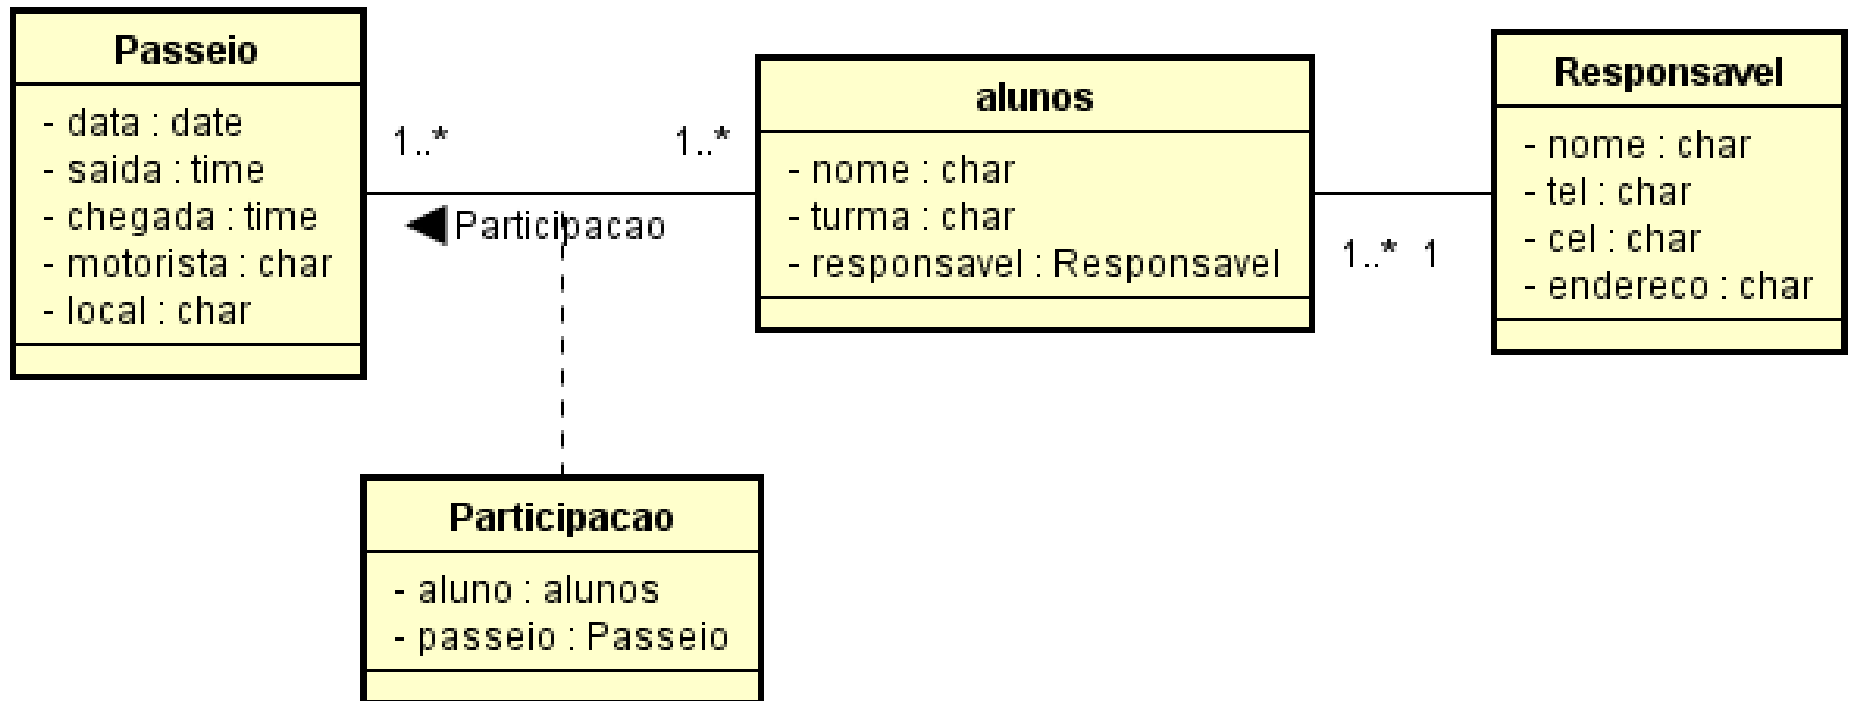 Passeio
- data : date
- saida : time
- chegada : time
- motorista : char
- local : char
1..*
1..*
Participacao
alunos
- nome : char
- turma : char
- responsavel : Responsavel
1..*
1
Responsavel
- nome : char
- tel : char
- cel : char
- endereco : char
Participacao
- aluno : alunos
- passeio : Passeio